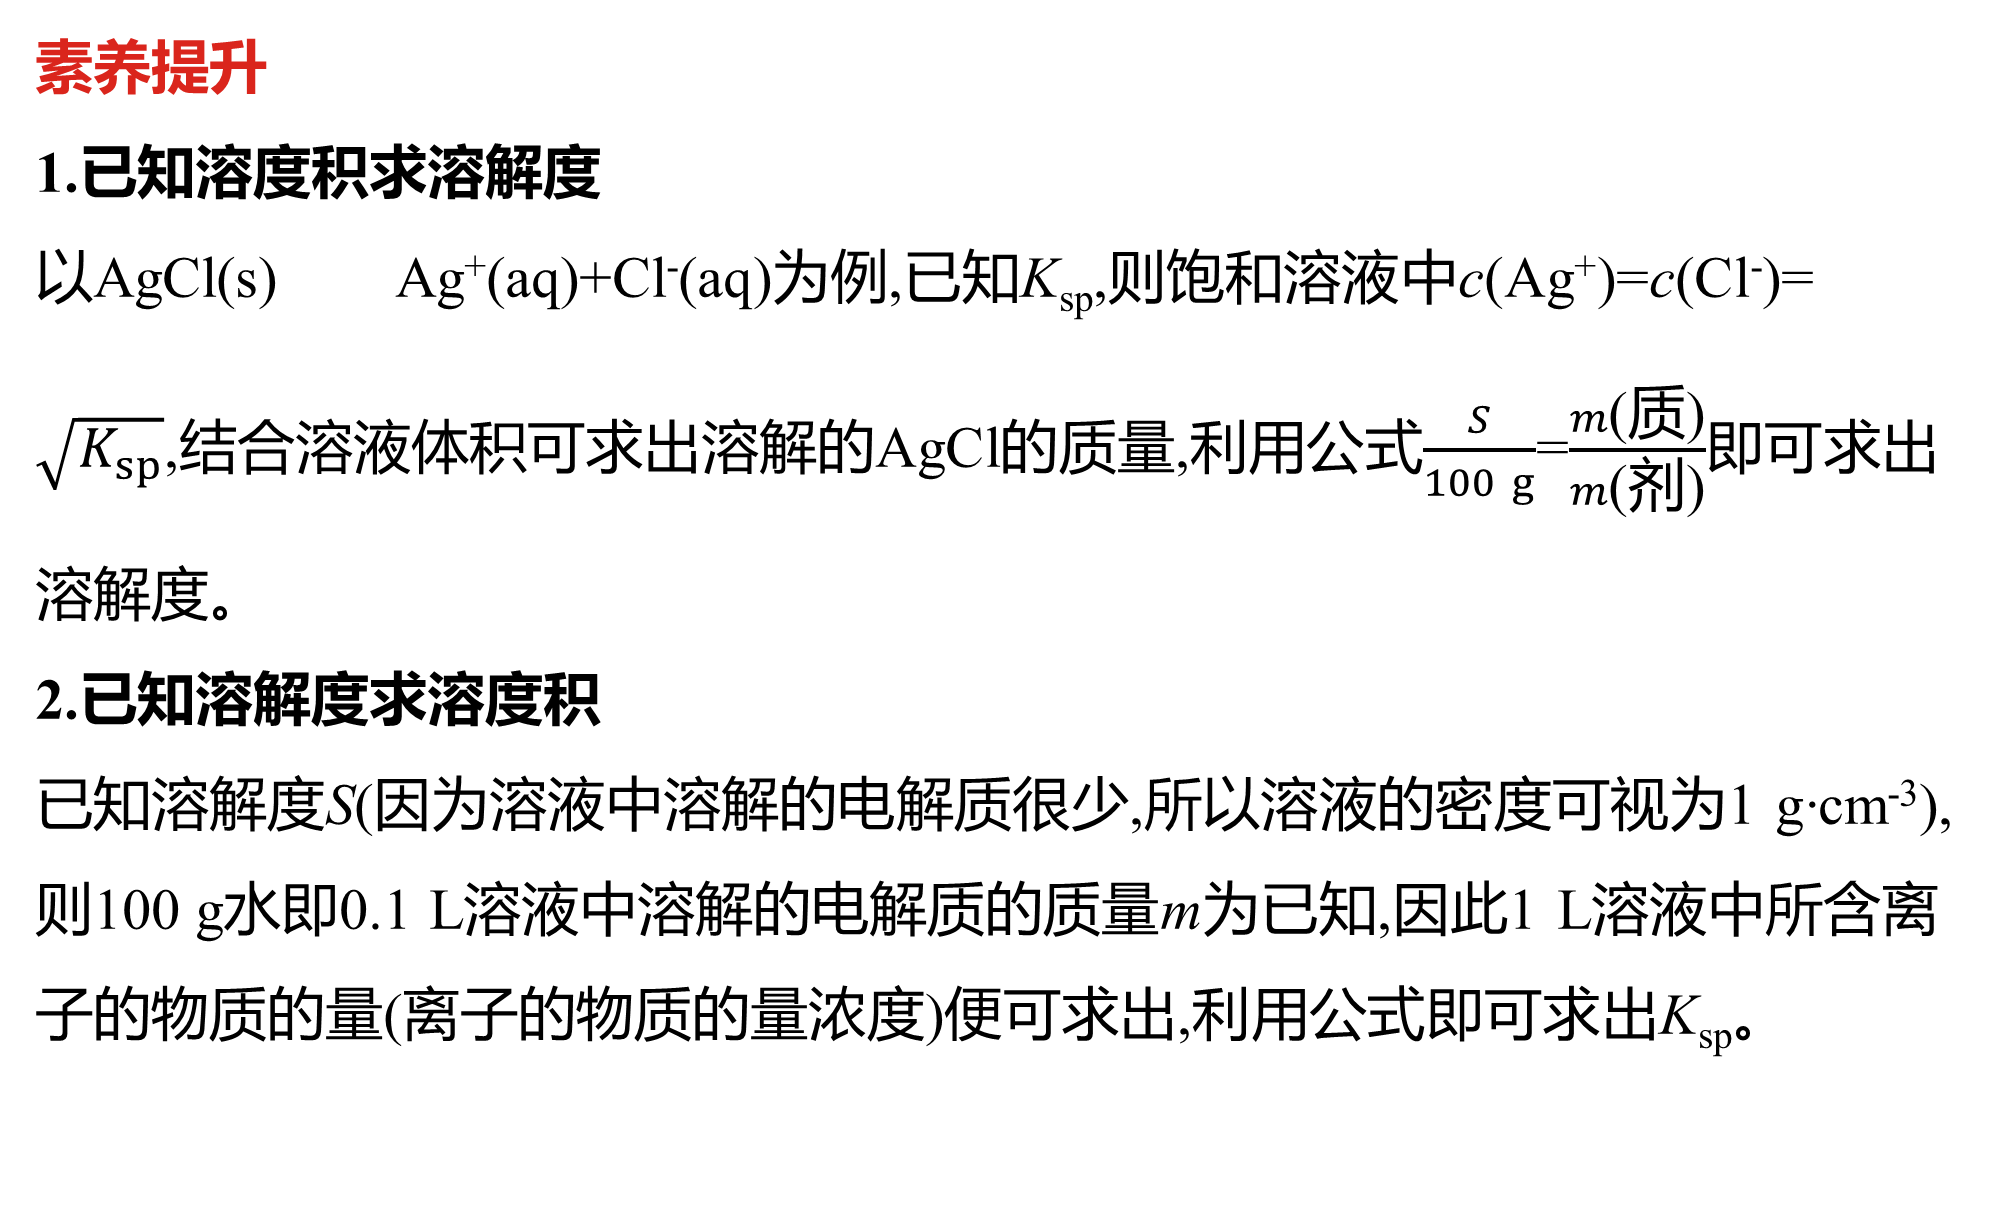 素养提升
1.已知溶度积求溶解度
以AgCl(s)　　Ag⁺(aq)+Cl⁻(aq)为例,已知Kₛₚ,则饱和溶液中c(Ag⁺)=c(Cl⁻)=
√Kₛₚ,结合溶液体积可求出溶解的AgCl的质量,利用公式S/100 g=m(质)/m(剂)即可求出
溶解度。
2.已知溶解度求溶度积
已知溶解度S(因为溶液中溶解的电解质很少,所以溶液的密度可视为1 g·cm⁻³),
则100 g水即0.1 L溶液中溶解的电解质的质量m为已知,因此1 L溶液中所含离
子的物质的量(离子的物质的量浓度)便可求出,利用公式即可求出Kₛₚ。